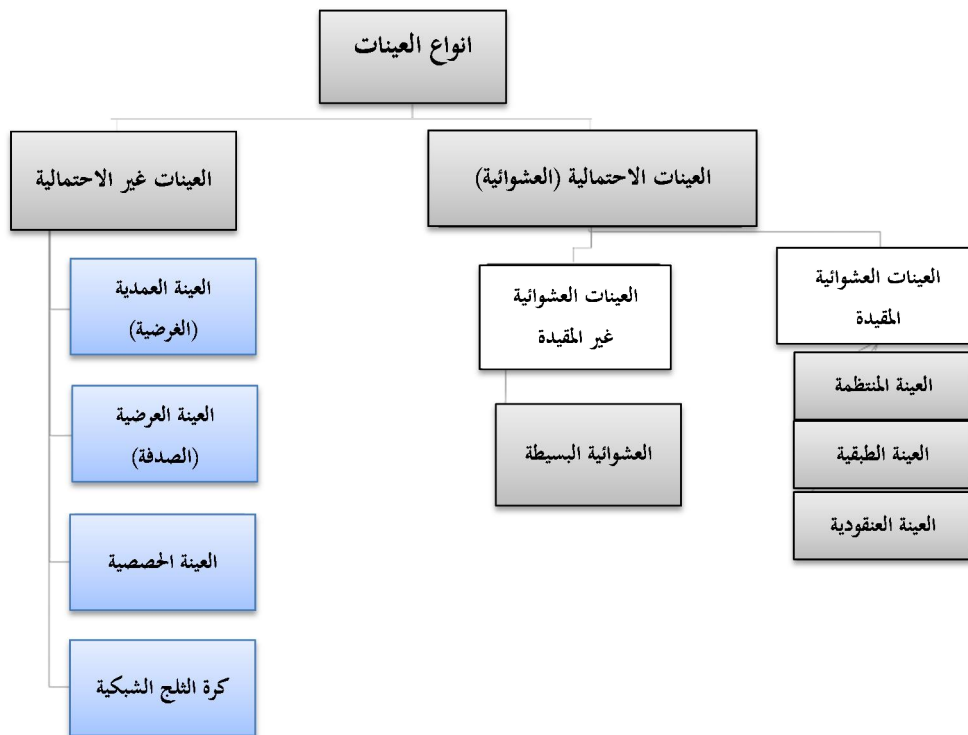 انواع العينات
العينات الاحتمالية (العشوائية)
العينات غير الاحتمالية
العينات العشوائية
المقيدة
العينة المنتظمة
العينة الطبقية
العينة العنقودية
العينات العشوائية
غير المقيدة
العشوائية البسيطة
العينة العمدية
(الغرضية)
العينة العرضية
(الصدفة)
العينة الحصصية
كرة الثلج الشبكية